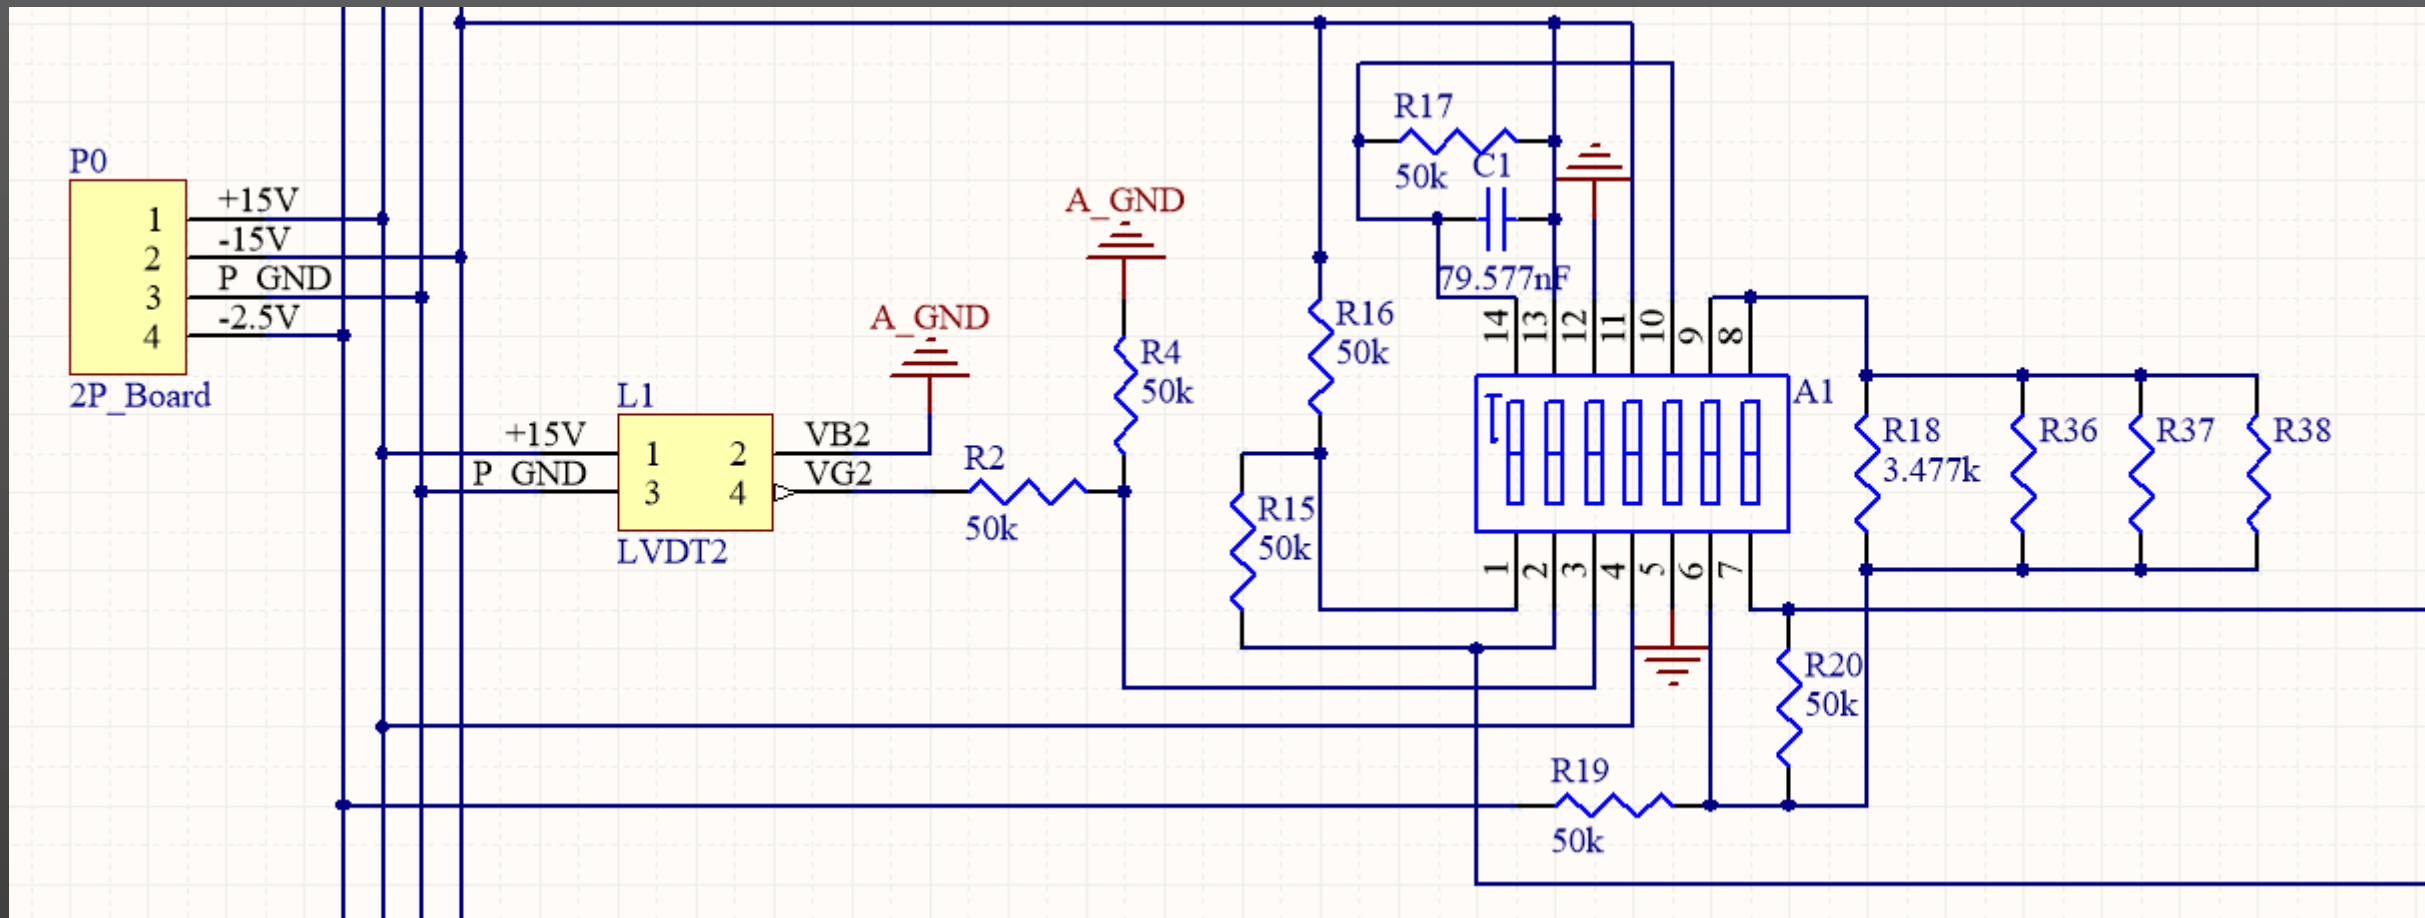 P0
1
2
3
4
+15V
-15V
P_GND
-2.5V
2P_Board
L1
+15V
P_GND
1
3
2
4
VB2
VG2
LVDT2
A_GND
A_GND
R2
50k
R4
50k
R16
50k
R15
50k
R17
50k
C1
79.577nF
14
13
12
11
10
9
8
A1
1
2
3
4
5
6
7
R18
3.477k
R36
R37
R38
R20
50k
R19
50k